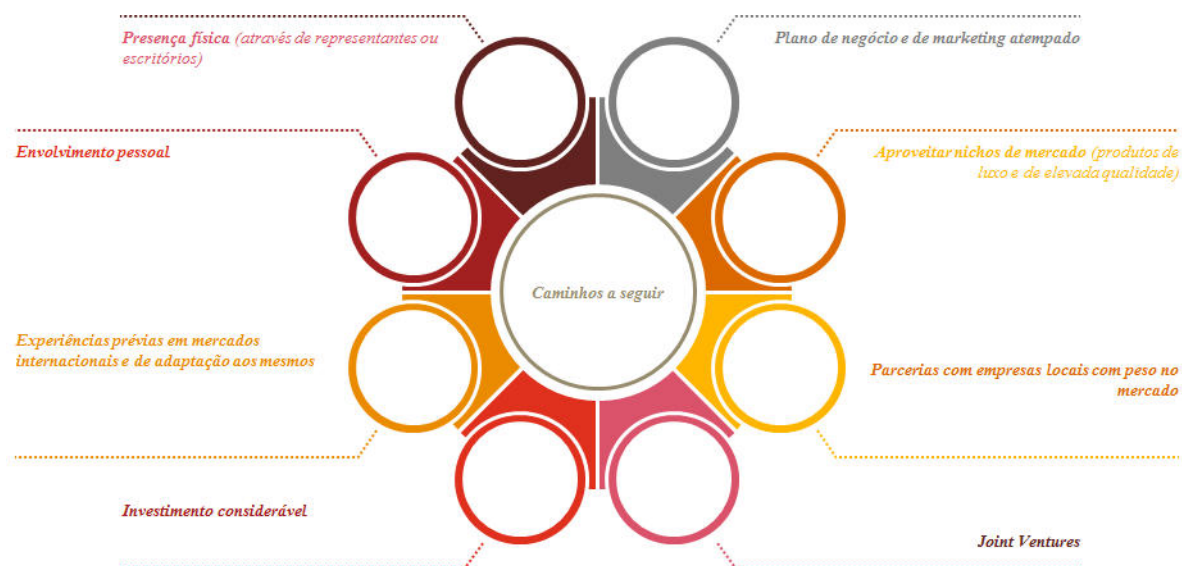 Presença física (através de representantes ou
escritórios)
Plano de negócio e de marketing atempado
Envolvimento pessoal
Aproveitar nichos de mercado (produtos de
luxo e de elevada qualidade)
Caminhos a seguir
Experiências prévias em mercados
internacionais e de adaptação aos mesmos
Parcerias com empresas locais com peso no
mercado
Investimento considerável
Joint Ventures